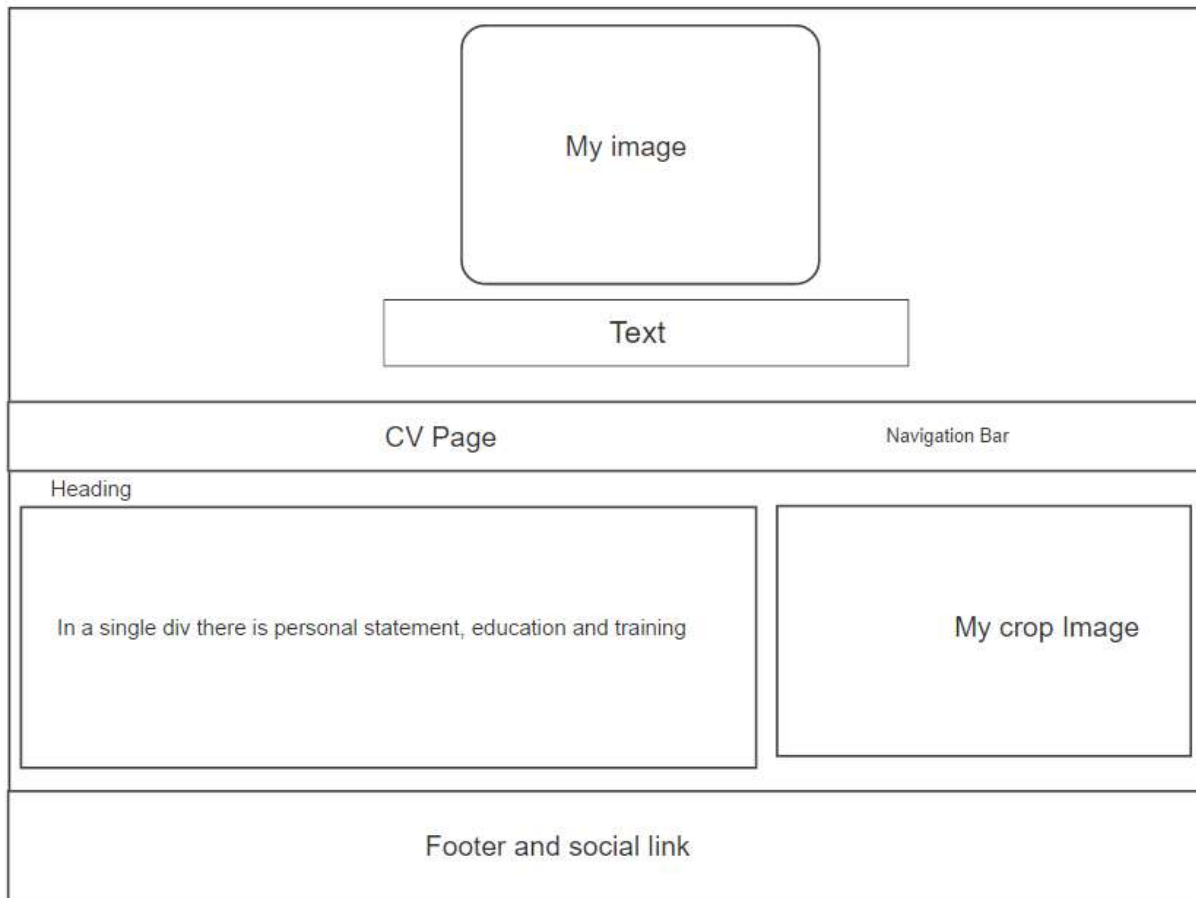 My image
Text
CV Page
Navigation Bar
Heading
In a single div there is personal statement, education and training
My crop Image
Footer and social link